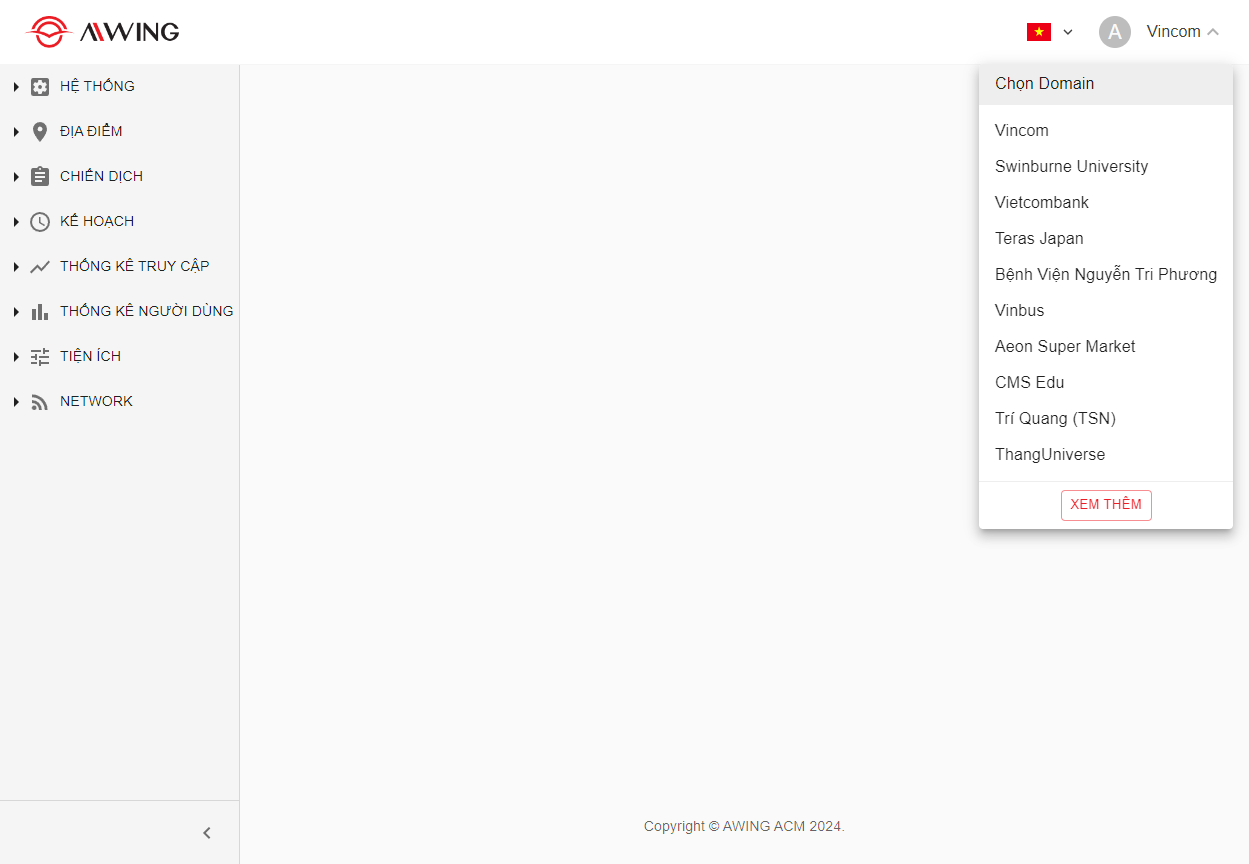 AWING
A
Vincom
Chọn Domain
Vincom
Swinburne University
Vietcombank
Teras Japan
Bệnh Viện Nguyễn Tri Phương
Vinbus
Aeon Super Market
CMS Edu
Trí Quang (TSN)
ThangUniverse
XEM THÊM
HỆ THỐNG
ĐỊA ĐIỂM
CHIẾN DỊCH
KẾ HOẠCH
THỐNG KÊ TRUY CẬP
THỐNG KÊ NGƯỜI DÙNG
TIỆN ÍCH
NETWORK
Copyright © AWING ACM 2024.